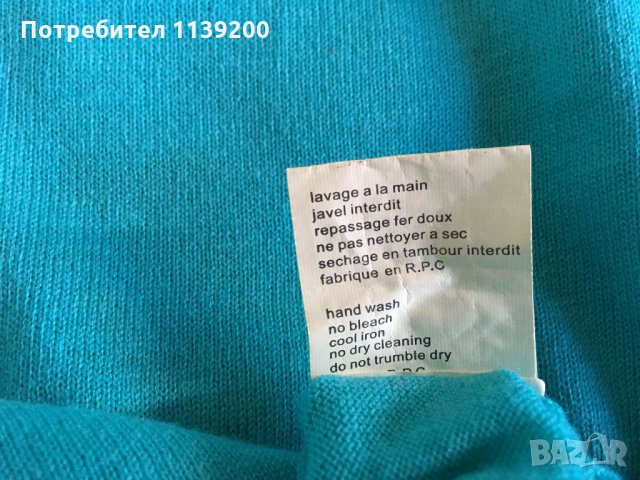 Потребител 1139200
lavage a la main
javel interdit
repassage fer doux
ne pas nettoyer a sec
sechage en tambour interdit
fabrique en R.P.C
hand wash
no bleach
cool iron
no dry cleaning
do not trumble dry
R.P.C
BAZAR